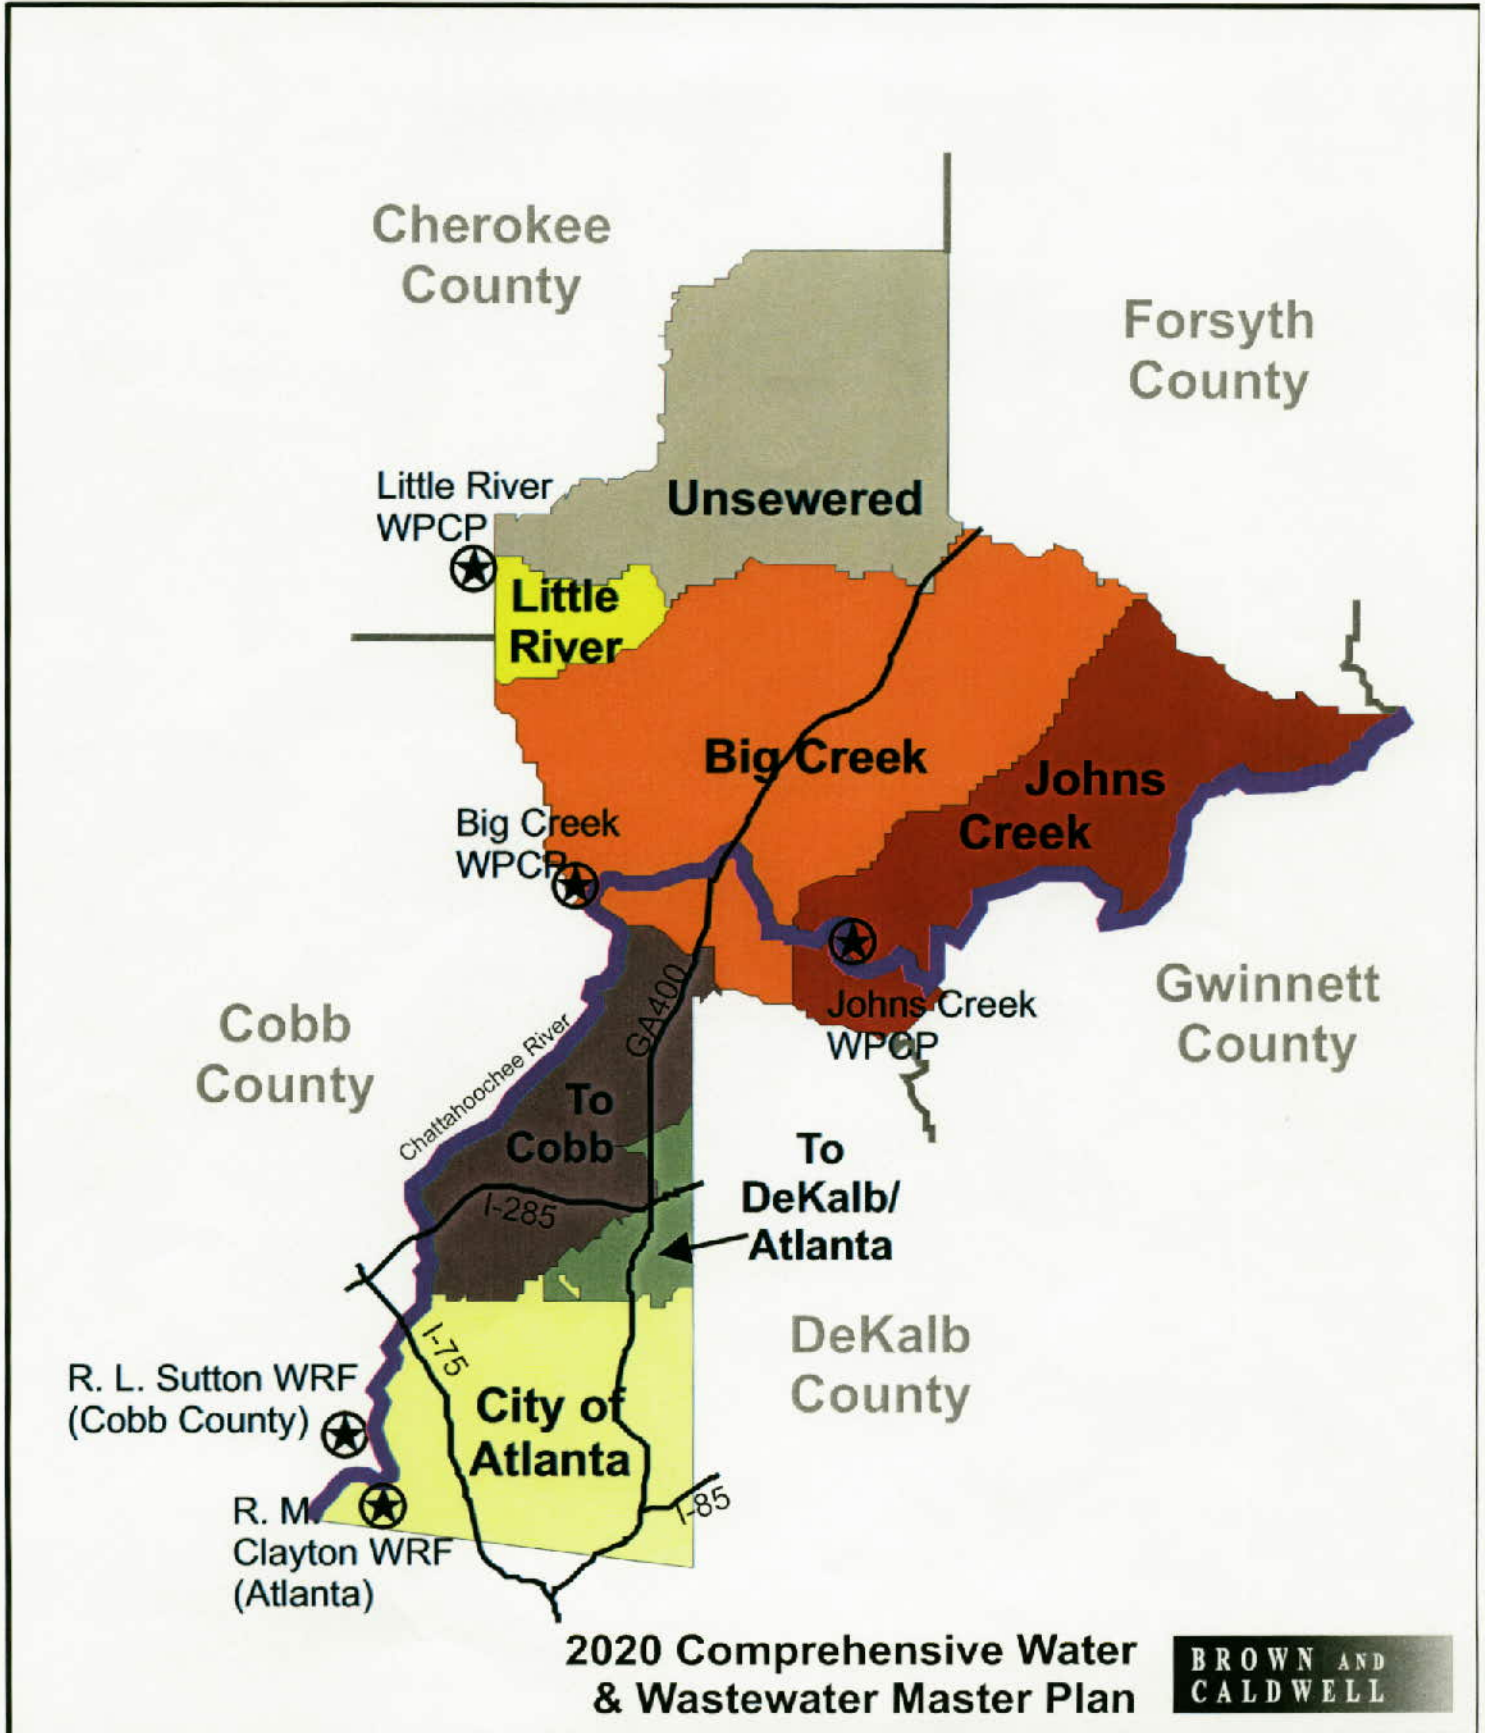 Cherokee
County
Forsyth
County
Little River
WPCP
Unsewered
Little
River
Big Creek
Johns
Creek
Big Creek
WPCP
Johns Creek
WPCP
Gwinnett
County
Cobb
County
Chattahoochee River
GA400
To
Cobb
To
DeKalb/
Atlanta
I-285
I-75
DeKalb
County
R. L. Sutton WRF
(Cobb County)
City of
Atlanta
I-85
R. M.
Clayton WRF
(Atlanta)
2020 Comprehensive Water
& Wastewater Master Plan
BROWN AND
CALDWELL